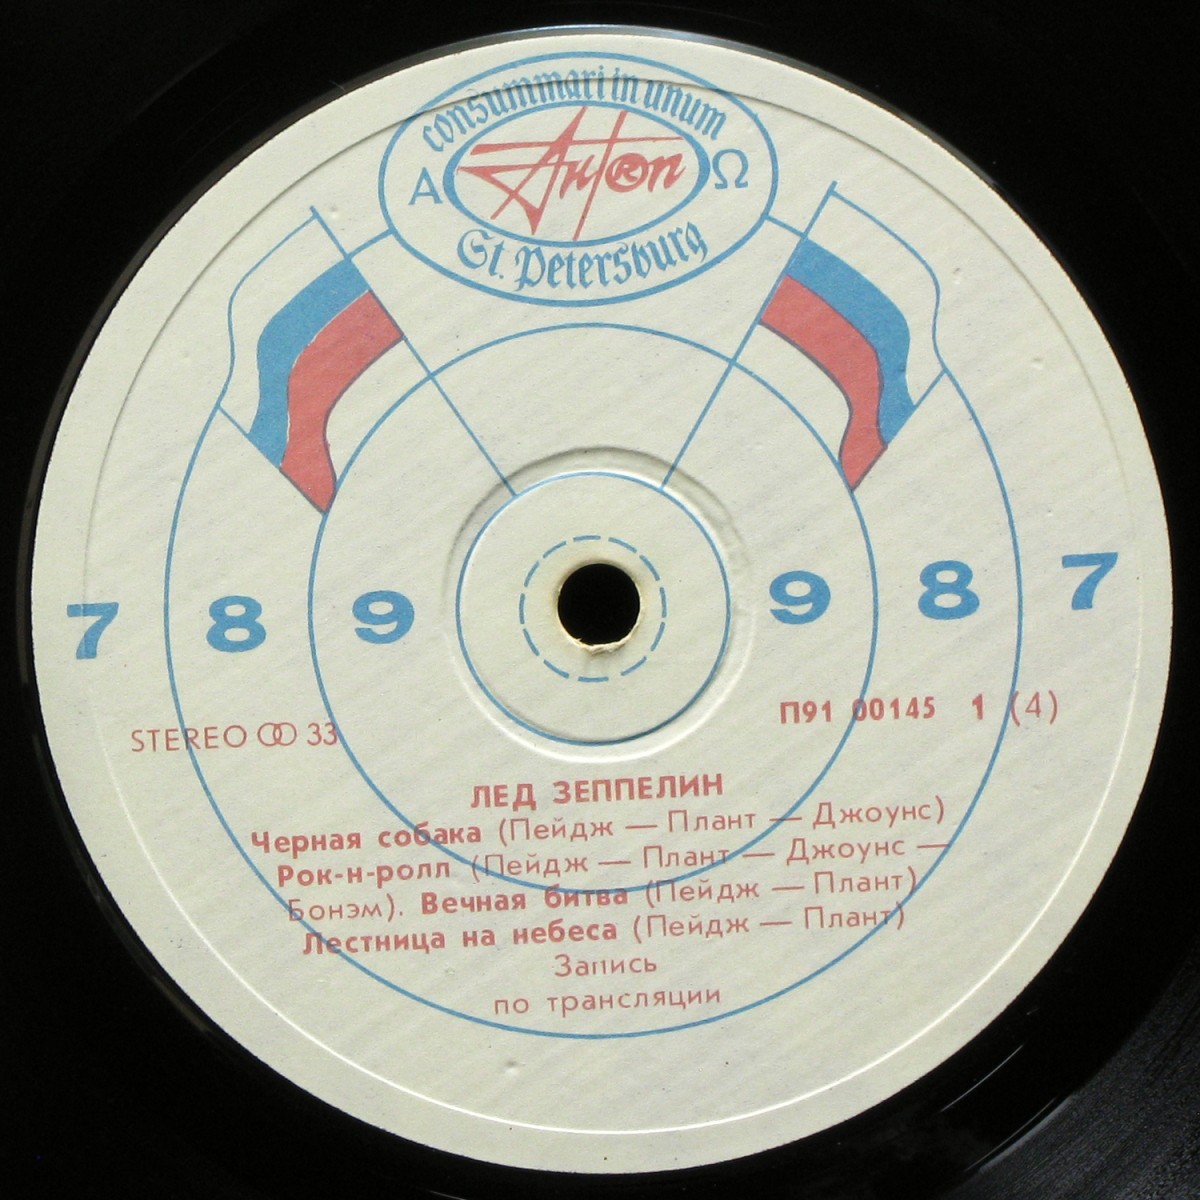 consummari in unum
Α Антроп Ω
St. Petersburg
7 8 9 9 8 7
STEREO 33
П91 00145 1 (4)
ЛЕД ЗЕППЕЛИН
Черная собака (Пейдж — Плант — Джоунс)
Рок-н-ролл (Пейдж — Плант — Джоунс —
Бонэм). Вечная битва (Пейдж — Плант)
Лестница на небеса (Пейдж — Плант)
Запись
по трансляции